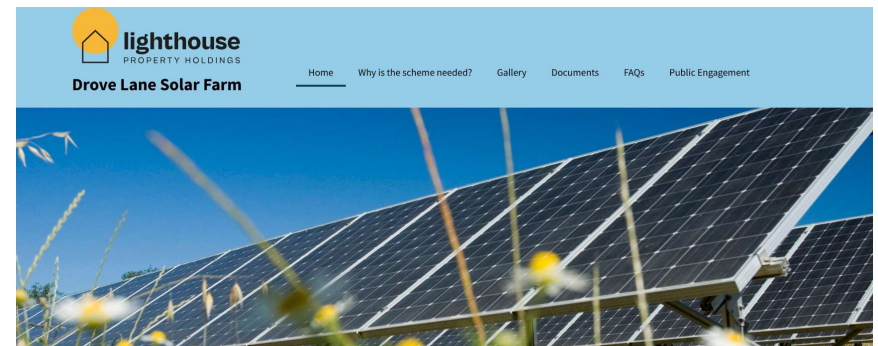 lighthouse
PROPERTY HOLDINGS
Drove Lane Solar Farm
Home Why is the scheme needed? Gallery Documents FAQs Public Engagement